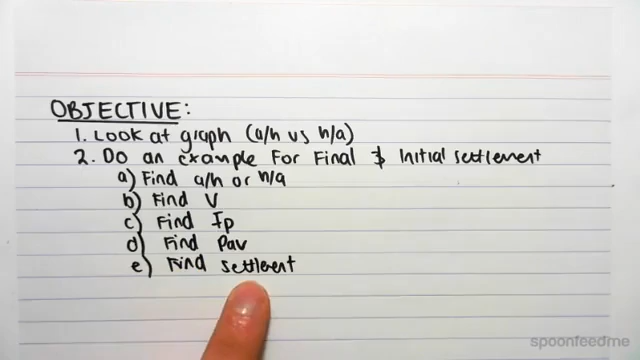 OBJECTIVE:
1. Look at graph (a/h vs h/a)
2. Do an example For Final & Initial settlement
a) Find a/h or h/a
b) Find V
c) Find Ip
d) Find Pav
e) Find settlement
spoonfeedme